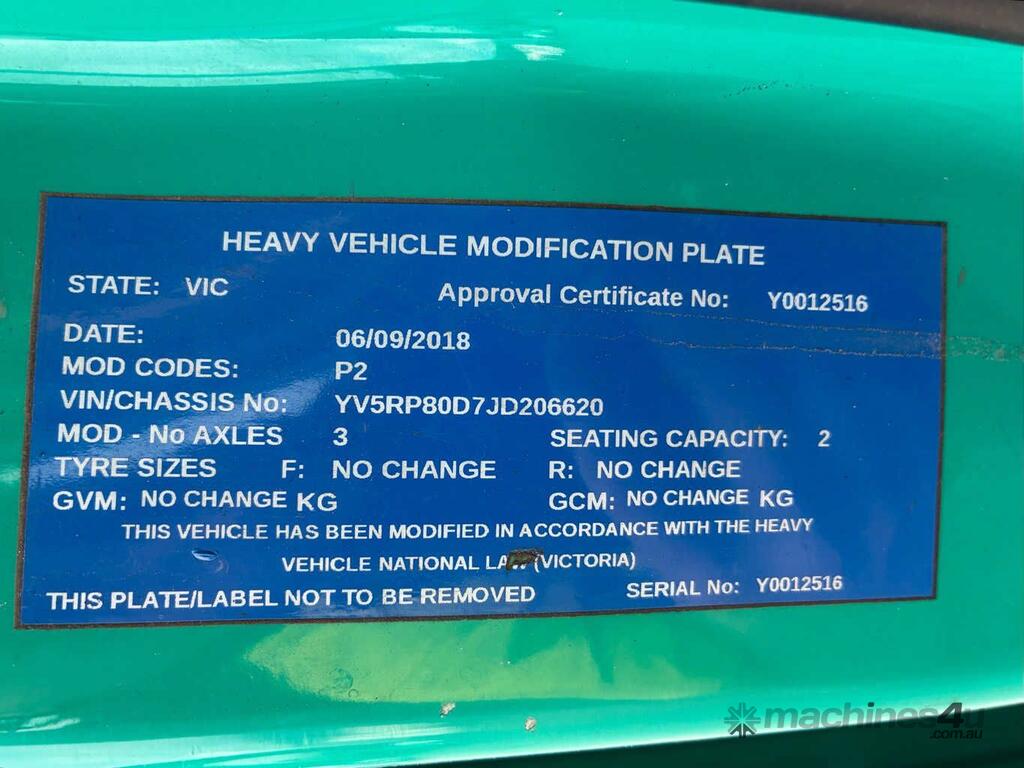 HEAVY VEHICLE MODIFICATION PLATE
STATE: VIC Approval Certificate No: Y0012516
DATE: 06/09/2018
MOD CODES: P2
VIN/CHASSIS No: YV5RP80D7JD206620
MOD - No AXLES 3 SEATING CAPACITY: 2
TYRE SIZES F: NO CHANGE R: NO CHANGE
GVM: NO CHANGE KG GCM: NO CHANGE KG
THIS VEHICLE HAS BEEN MODIFIED IN ACCORDANCE WITH THE HEAVY
VEHICLE NATIONAL LAW (VICTORIA)
THIS PLATE/LABEL NOT TO BE REMOVED SERIAL No: Y0012516
machines4u
.com.au